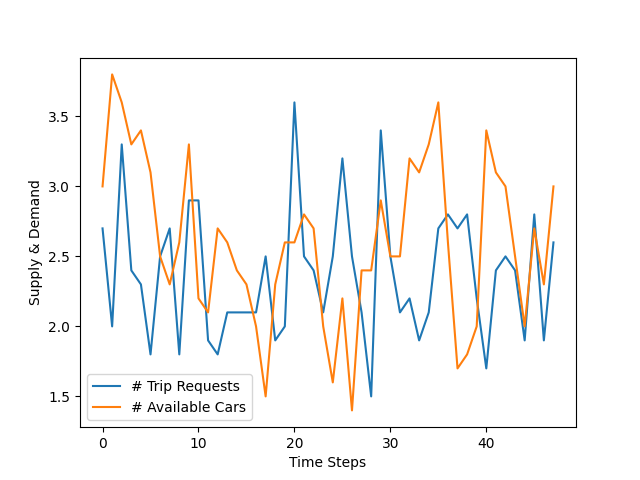 3.5
3.0
2.5
2.0
1.5
Supply & Demand
# Trip Requests
# Available Cars
0 10 20 30 40
Time Steps